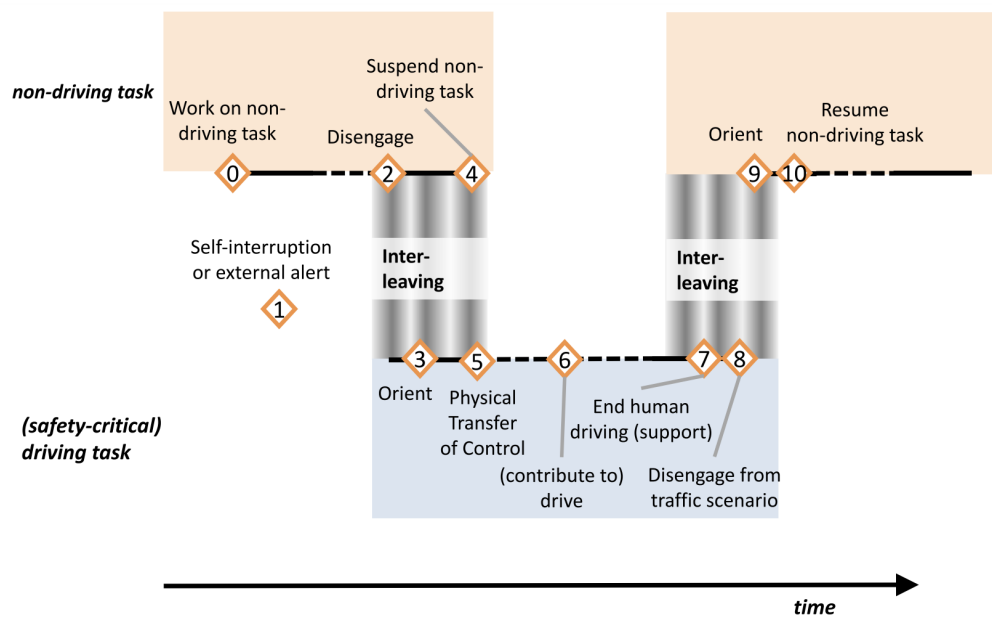 Suspend non-
driving task
non-driving task
Work on non-
driving task
Disengage
Orient
Resume
non-driving task
0
2
4
9
10
Self-interruption
or external alert
1
Inter-
leaving
Inter-
leaving
3
5
6
7
8
Orient
Physical
Transfer
of Control
(contribute to)
drive
End human
driving (support)
Disengage from
traffic scenario
(safety-critical)
driving task
time